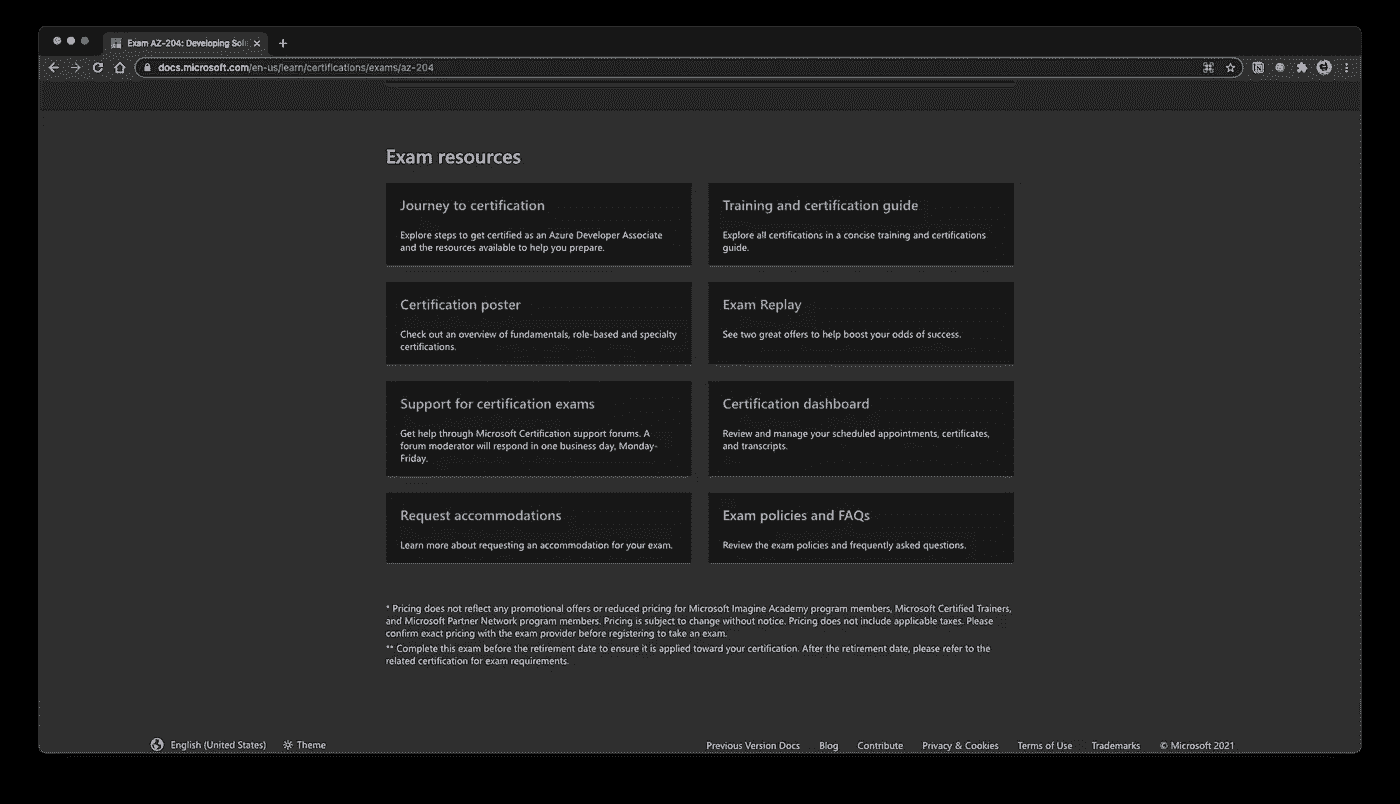 Exam AZ-204: Developing Solu
docs.microsoft.com/en-us/learn/certifications/exams/az-204
Exam resources
Journey to certification
Explore steps to get certified as an Azure Developer Associate
and the resources available to help you prepare.
Training and certification guide
Explore all certifications in a concise training and certifications
guide.
Certification poster
Check out an overview of fundamentals, role-based and specialty
certifications.
Exam Replay
See two great offers to help boost your odds of success.
Support for certification exams
Get help through Microsoft Certification support forums. A
forum moderator will respond in one business day, Monday-
Friday.
Certification dashboard
Review and manage your scheduled appointments, certificates,
and transcripts.
Request accommodations
Learn more about requesting an accommodation for your exam.
Exam policies and FAQs
Review the exam policies and frequently asked questions.
* Pricing does not reflect any promotional offers or reduced pricing for Microsoft Imagine Academy program members, Microsoft Certified Trainers,
and Microsoft Partner Network program members. Pricing is subject to change without notice. Pricing does not include applicable taxes. Please
confirm exact pricing with the exam provider before registering to take an exam.
** Complete this exam before the retirement date to ensure it is applied toward your certification. After the retirement date, please refer to the
related certification for exam requirements.
English (United States) Theme Previous Version Docs Blog Contribute Privacy & Cookies Terms of Use Trademarks © Microsoft 2021